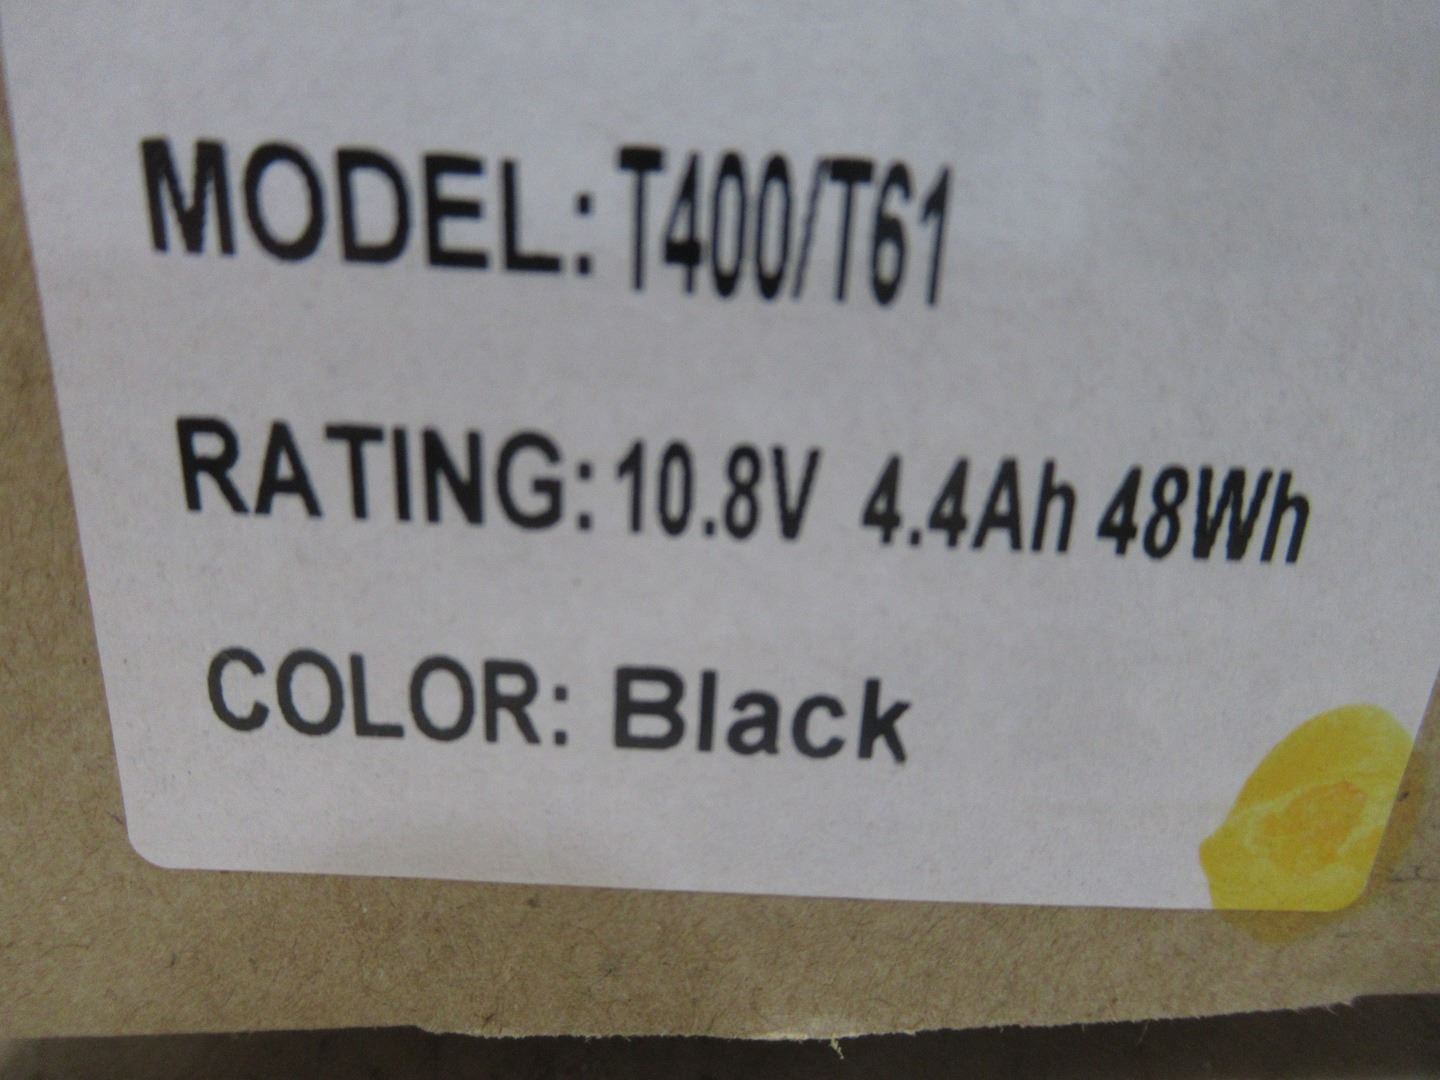 MODEL: T400/T61
RATING: 10.8V 4.4Ah 48Wh
COLOR: Black